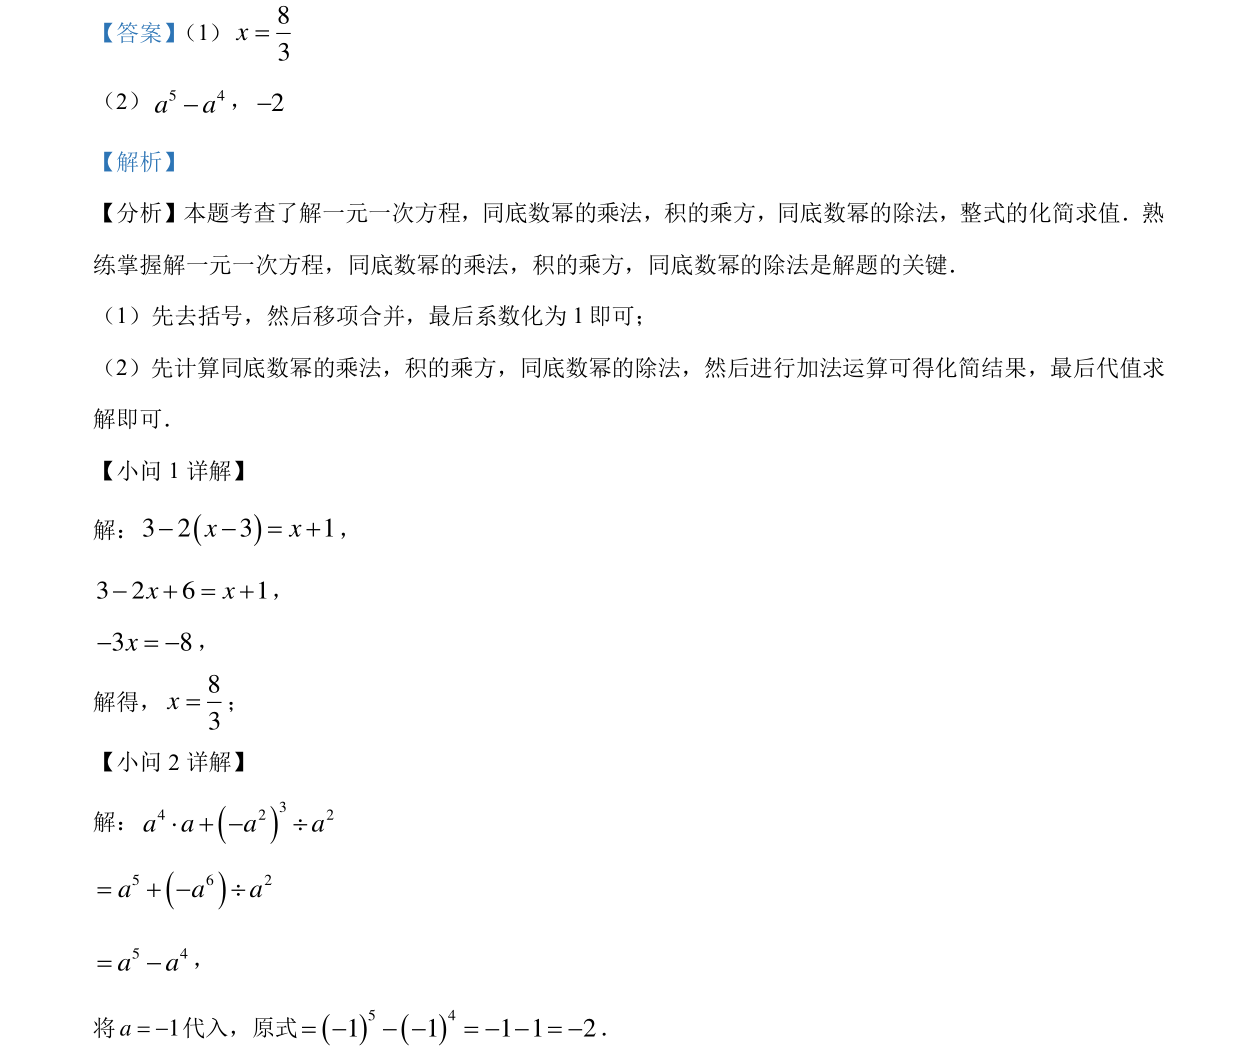 【答案】（1）x = 8/3
（2）a⁵ − a⁴，−2
【解析】
【分析】本题考查了解一元一次方程，同底数幂的乘法，积的乘方，同底数幂的除法，整式的化简求值．熟
练掌握解一元一次方程，同底数幂的乘法，积的乘方，同底数幂的除法是解题的关键．
（1）先去括号，然后移项合并，最后系数化为 1 即可；
（2）先计算同底数幂的乘法，积的乘方，同底数幂的除法，然后进行加法运算可得化简结果，最后代值求
解即可．
【小问 1 详解】
解：3 − 2(x − 3) = x + 1，
3 − 2x + 6 = x + 1，
−3x = −8，
解得，x = 8/3；
【小问 2 详解】
解：a⁴ · a + (−a²)³ ÷ a²
= a⁵ + (−a⁶) ÷ a²
= a⁵ − a⁴，
将 a = −1 代入，原式 = (−1)⁵ − (−1)⁴ = −1 − 1 = −2．